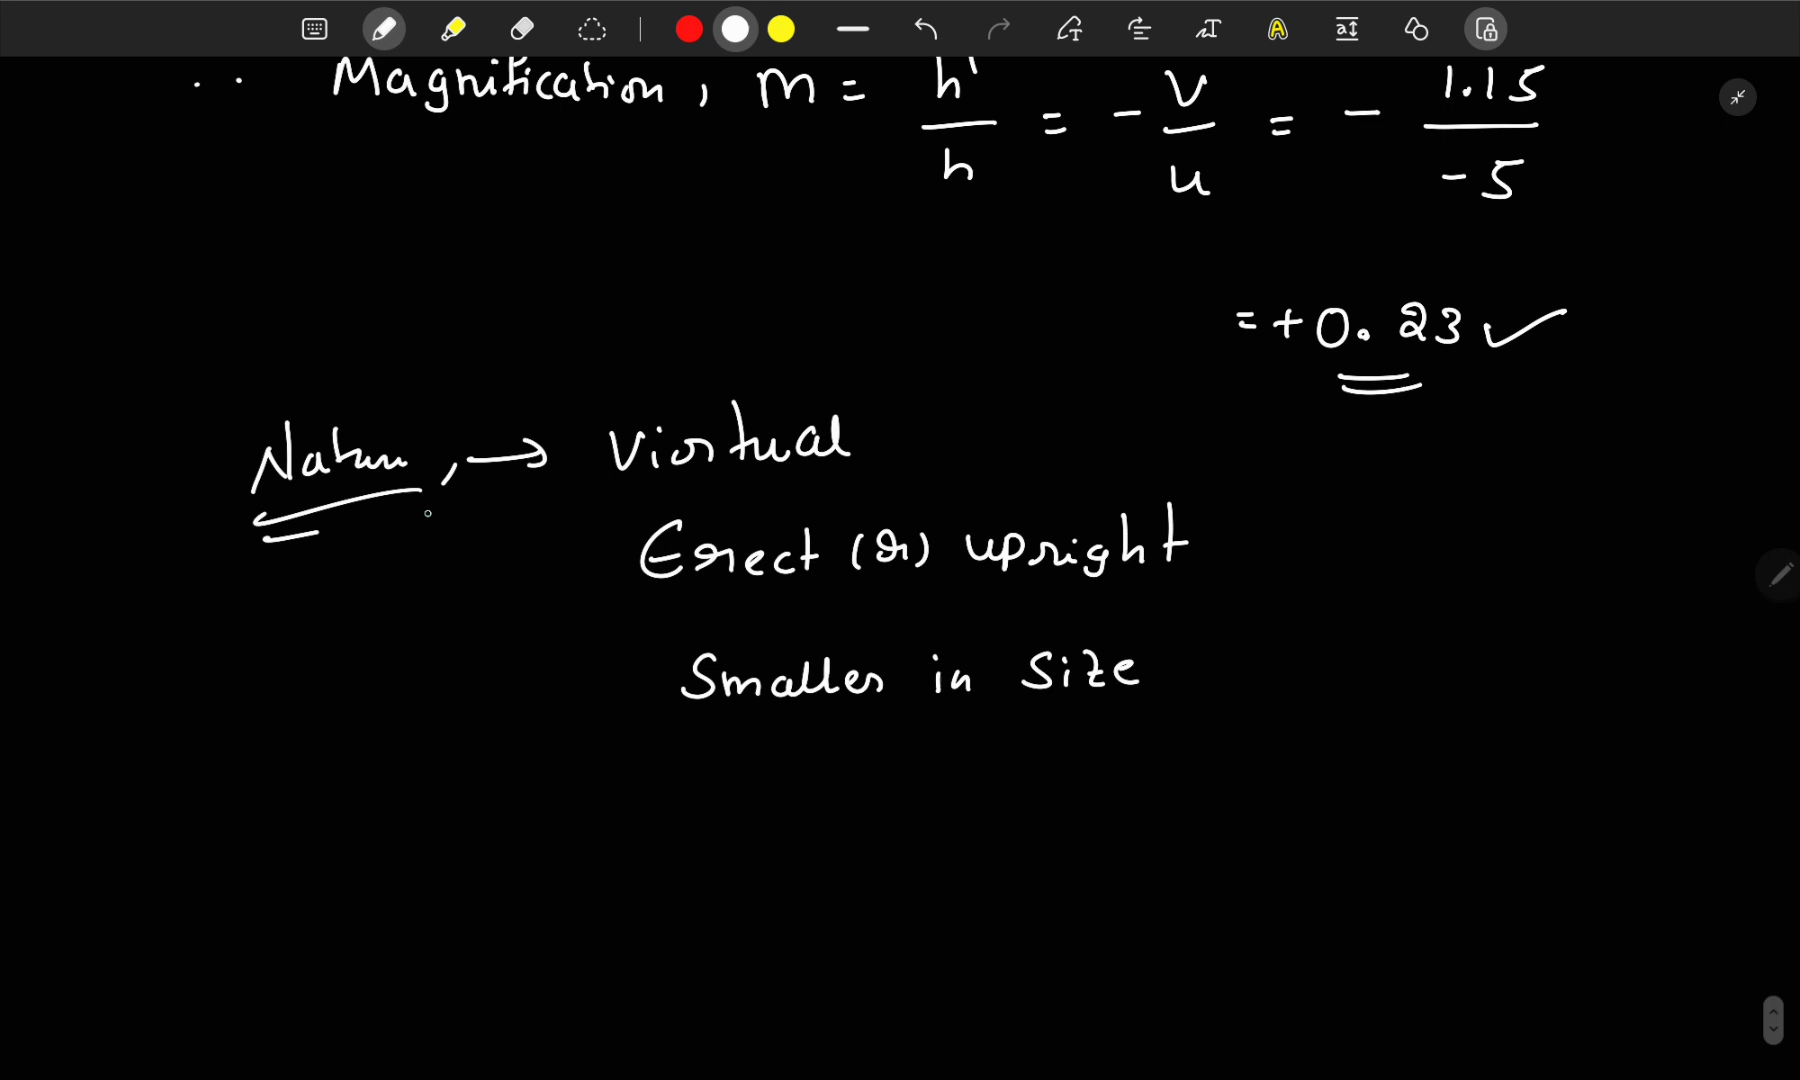 ∴ Magnification, m = h'/h = - v/u = - 1.15/-5
= + 0.23 ✓
Nature, → Virtual
Erect (or) upright
Smaller in Size